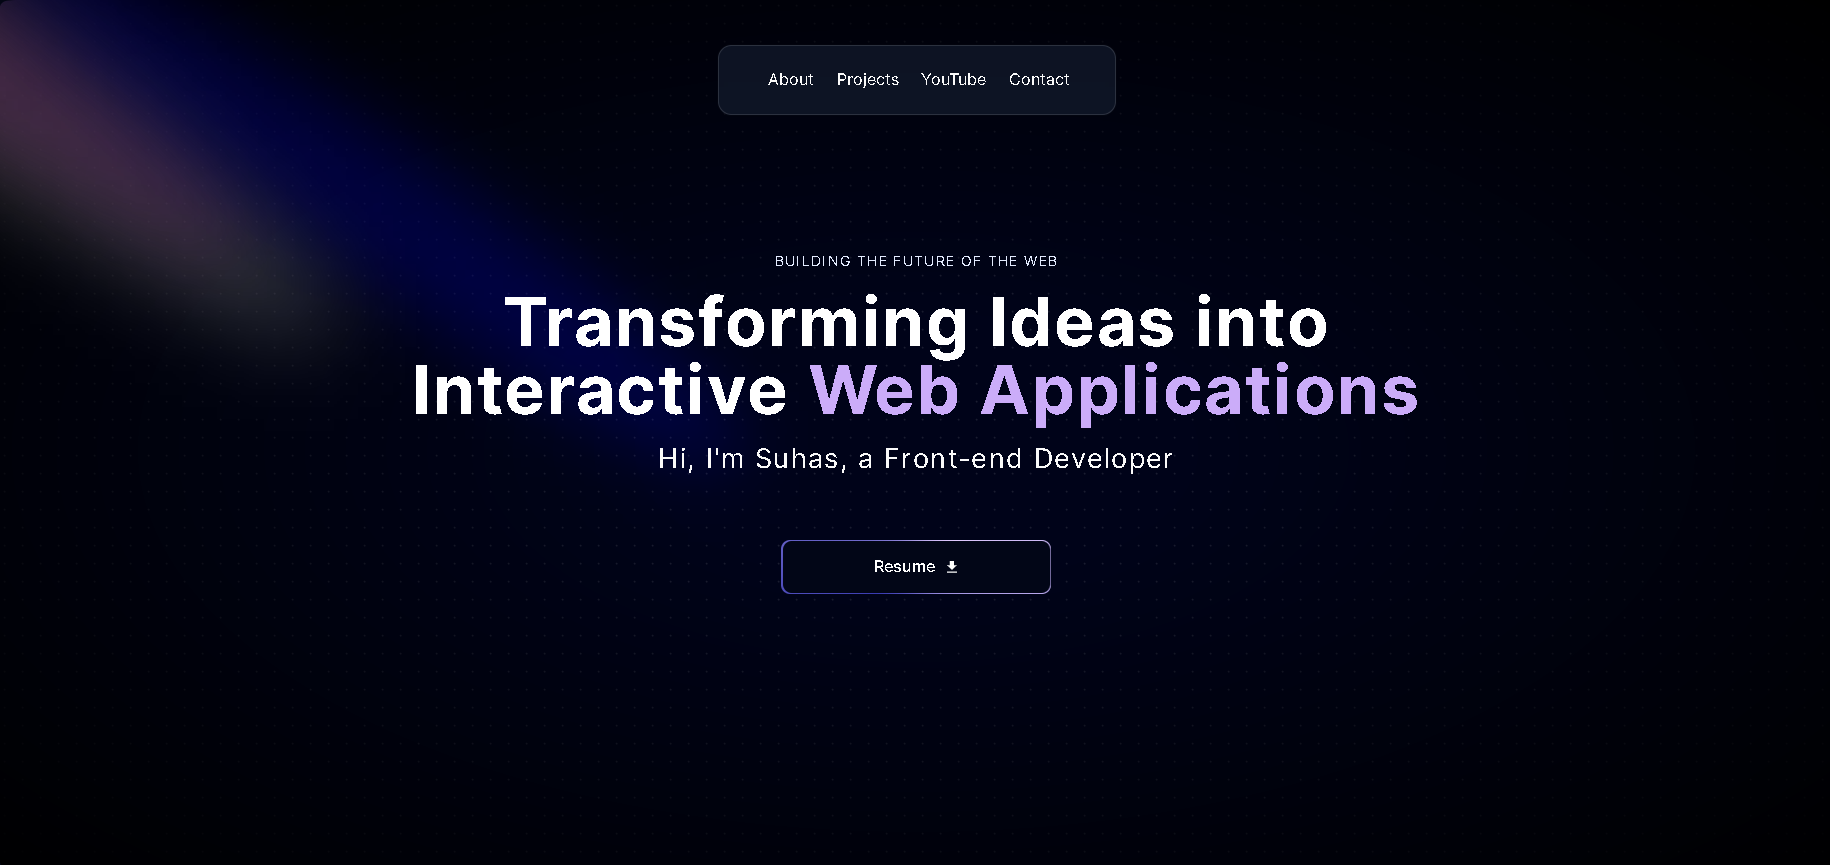 About Projects YouTube Contact
BUILDING THE FUTURE OF THE WEB
Transforming Ideas into
Interactive Web Applications
Hi, I'm Suhas, a Front-end Developer
Resume